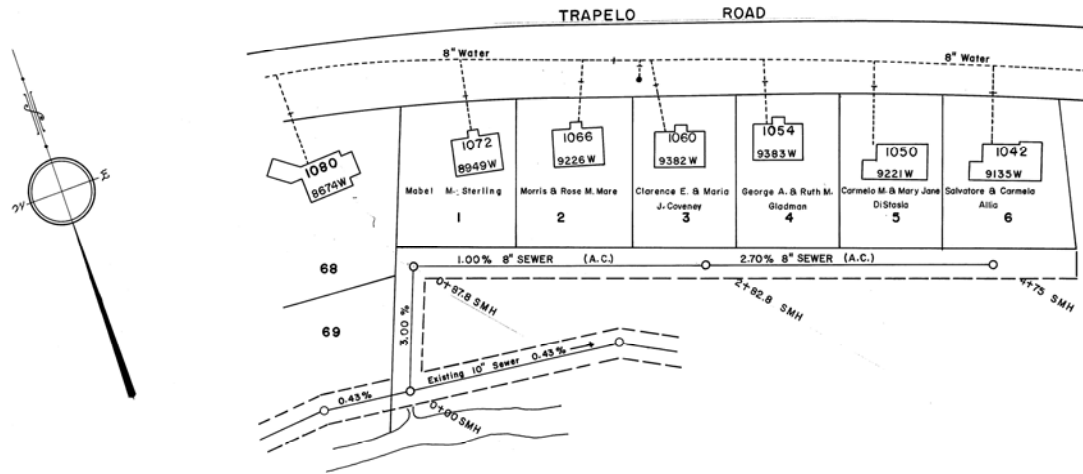 TRAPELO ROAD
8" Water
8" Water
1080
8674W
1072
8949W
1066
9226W
1060
9382W
1054
9383W
1050
9221W
1042
9135W
Mabel M. Sterling
1
Morris & Rose M. More
2
Clarence E. & Maria
J. Coveney
3
George A. & Ruth M.
Gladman
4
Carmelo M. & Mary Jane
DiStasia
5
Salvatore & Carmela
Allia
6
68
69
1.00% 8" SEWER (A.C.)
2.70% 8" SEWER (A.C.)
0+87.8 SMH
2+82.8 SMH
4+75 SMH
3.00 %
Existing 10" Sewer 0.43%
0.43%
0+00 SMH